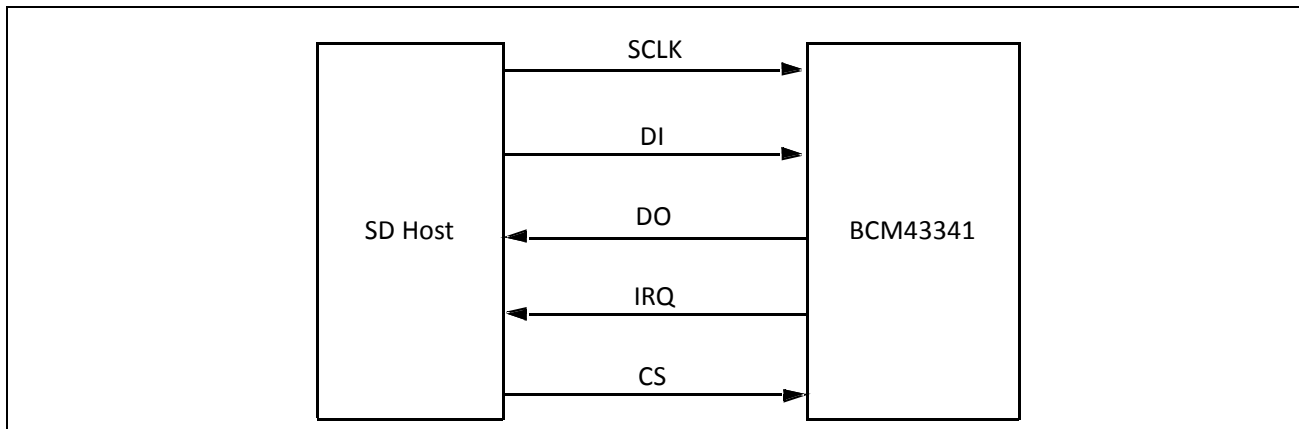 SCLK
DI
DO
SD Host
BCM43341
IRQ
CS